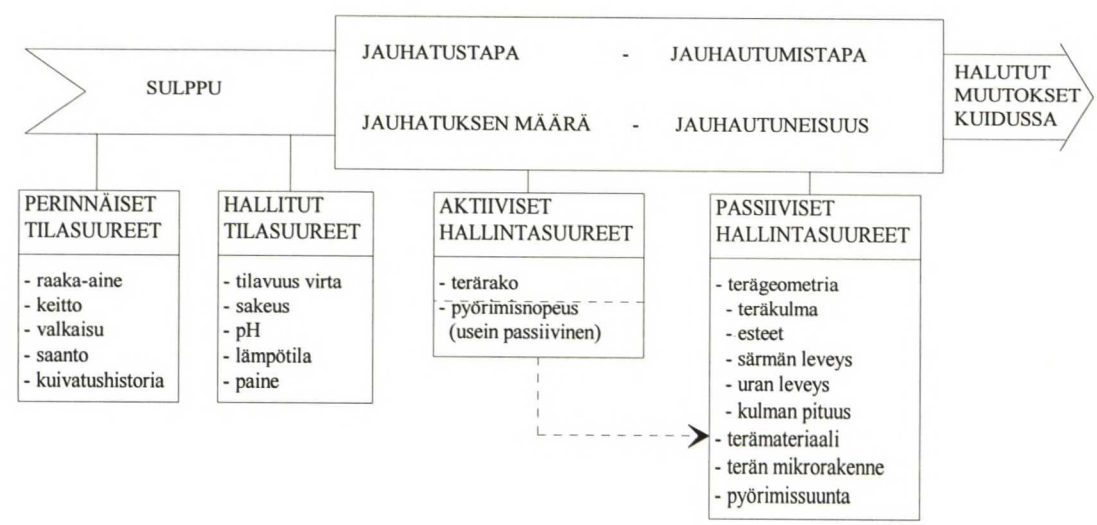 SULPPU
JAUHATUSTAPA - JAUHAUTUMISTAPA
JAUHATUKSEN MÄÄRÄ - JAUHAUTUNEISUUS
HALUTUT
MUUTOKSET
KUIDUSSA
PERINNÄISET
TILASUUREET
- raaka-aine
- keitto
- valkaisu
- saanto
- kuivatushistoria
HALLITUT
TILASUUREET
- tilavuus virta
- sakeus
- pH
- lämpötila
- paine
AKTIIVISET
HALLINTASUUREET
- terärako
- pyörimisnopeus
(usein passiivinen)
PASSIIVISET
HALLINTASUUREET
- terägeometria
- teräkulma
- esteet
- särmän leveys
- uran leveys
- kulman pituus
- terämateriaali
- terän mikrorakenne
- pyörimissuunta